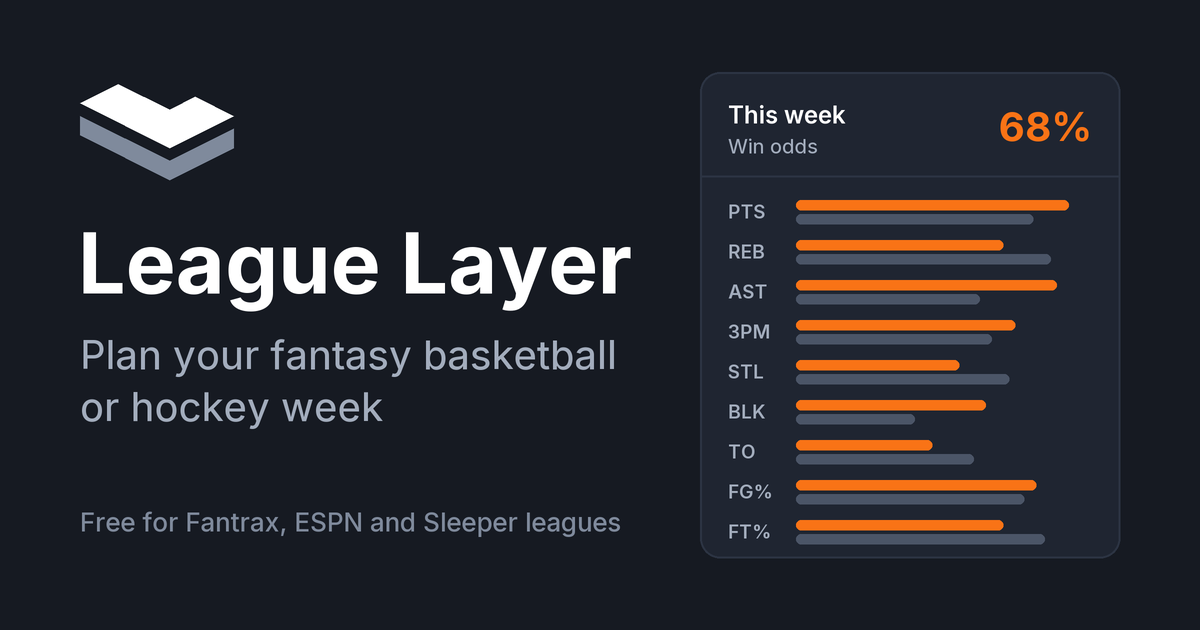 League Layer
Plan your fantasy basketball
or hockey week
Free for Fantrax, ESPN and Sleeper leagues
This week
Win odds
68%
PTS
REB
AST
3PM
STL
BLK
TO
FG%
FT%